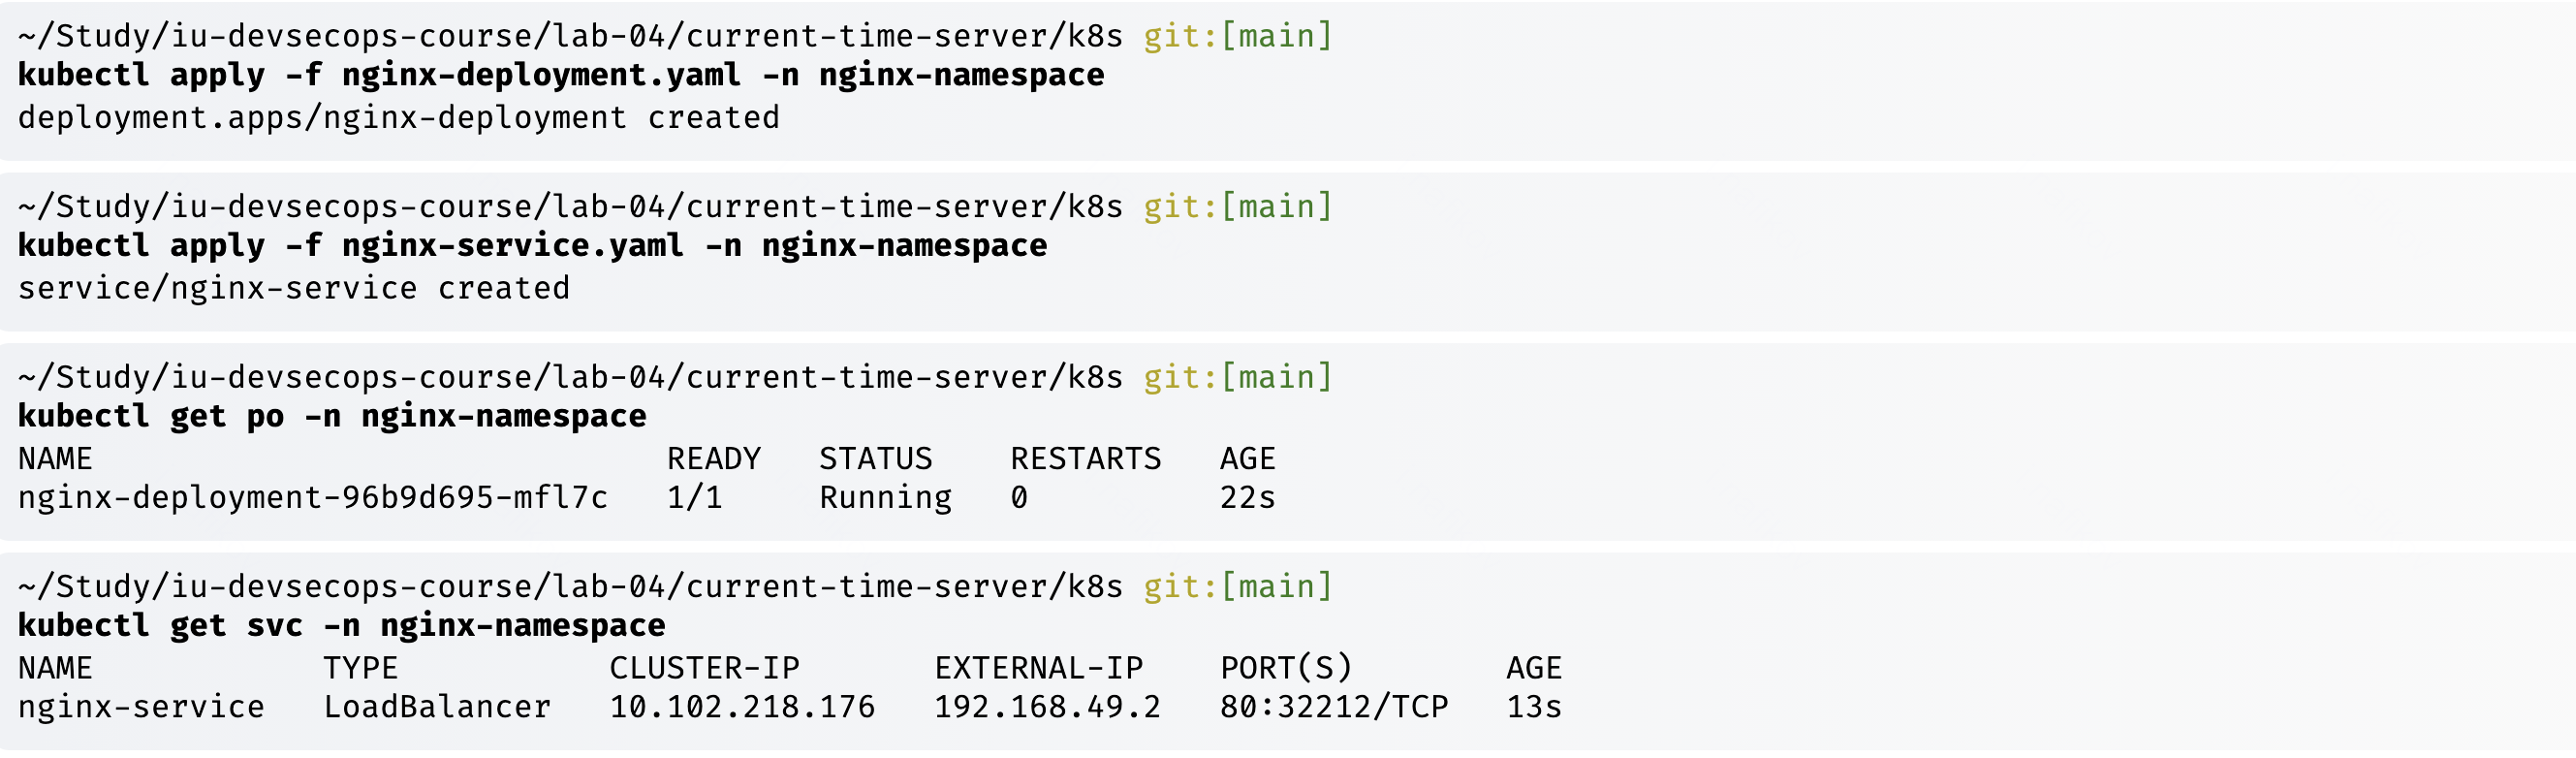 ~/Study/iu-devsecops-course/lab-04/current-time-server/k8s git:[main]
kubectl apply -f nginx-deployment.yaml -n nginx-namespace
deployment.apps/nginx-deployment created
~/Study/iu-devsecops-course/lab-04/current-time-server/k8s git:[main]
kubectl apply -f nginx-service.yaml -n nginx-namespace
service/nginx-service created
~/Study/iu-devsecops-course/lab-04/current-time-server/k8s git:[main]
kubectl get po -n nginx-namespace
NAME                              READY   STATUS    RESTARTS   AGE
nginx-deployment-96b9d695-mfl7c   1/1     Running   0          22s
~/Study/iu-devsecops-course/lab-04/current-time-server/k8s git:[main]
kubectl get svc -n nginx-namespace
NAME            TYPE           CLUSTER-IP       EXTERNAL-IP    PORT(S)        AGE
nginx-service   LoadBalancer   10.102.218.176   192.168.49.2   80:32212/TCP   13s